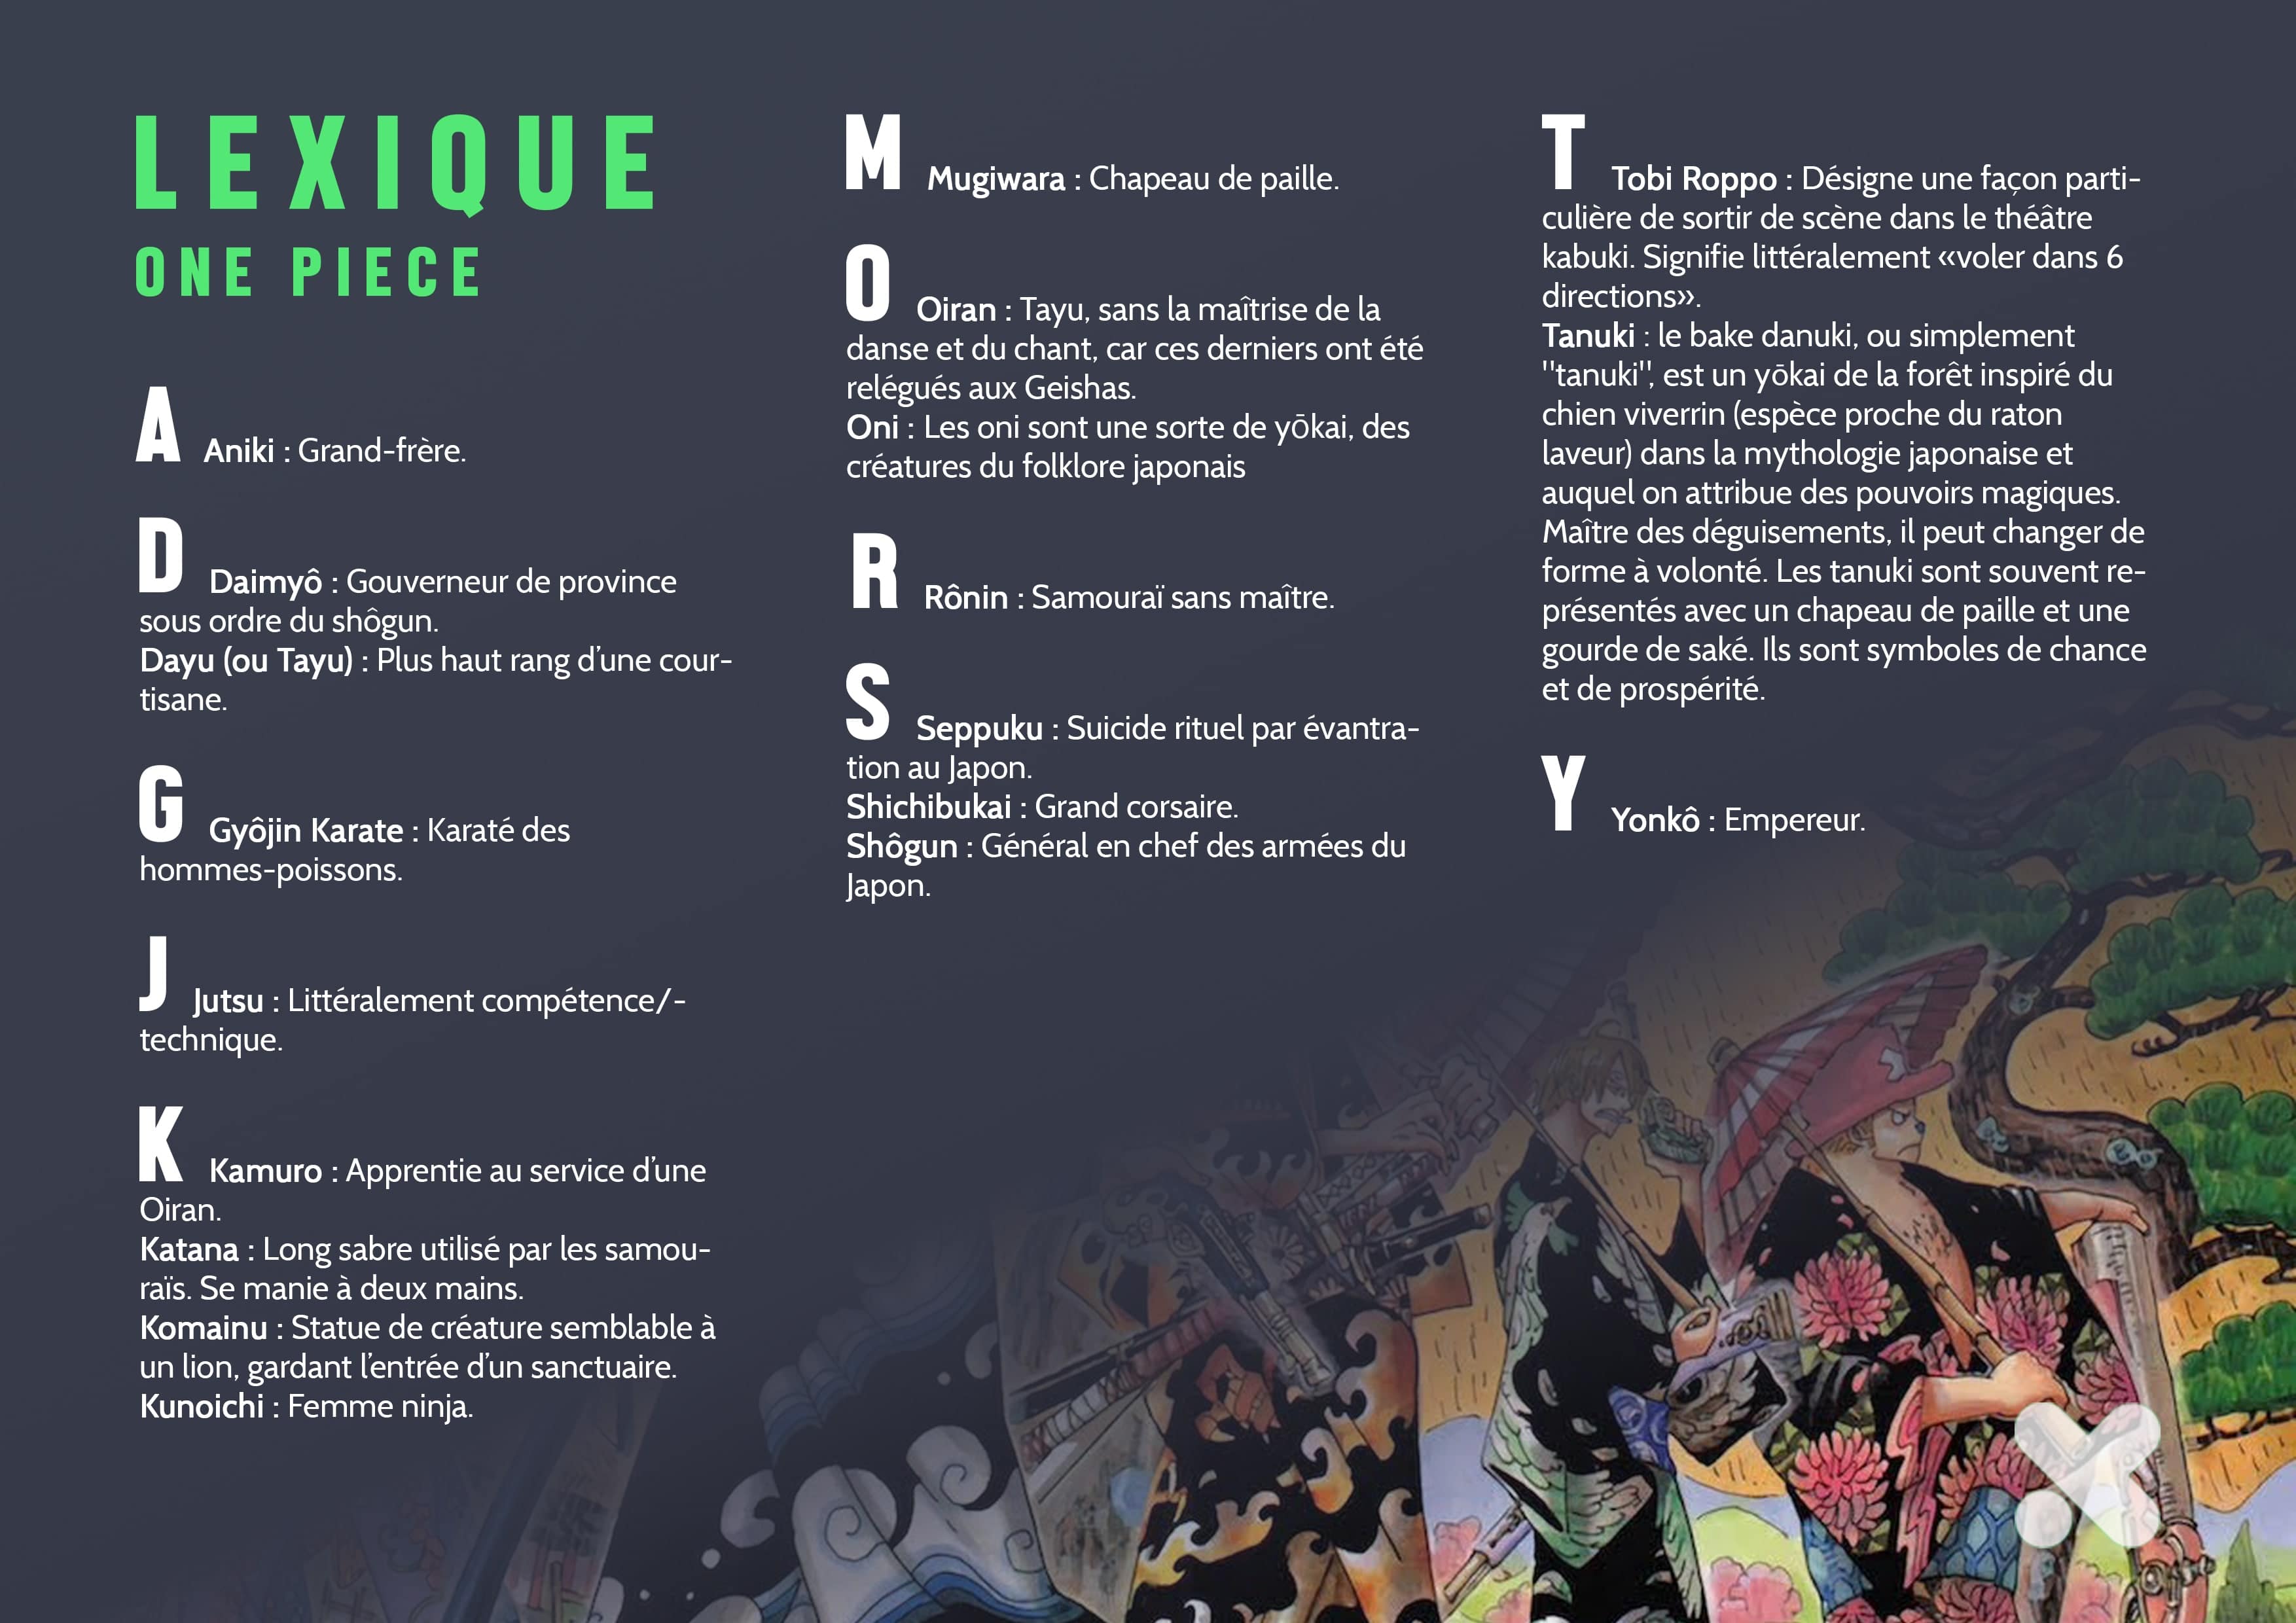 LEXIQUE
ONE PIECE
A Aniki : Grand-frère.
D Daimyô : Gouverneur de province
sous ordre du shôgun.
Dayu (ou Tayu) : Plus haut rang d’une cour-
tisane.
G Gyôjin Karate : Karaté des
hommes-poissons.
J Jutsu : Littéralement compétence/-
technique.
K Kamuro : Apprentie au service d’une
Oiran.
Katana : Long sabre utilisé par les samou-
raïs. Se manie à deux mains.
Komainu : Statue de créature semblable à
un lion, gardant l’entrée d’un sanctuaire.
Kunoichi : Femme ninja.
M Mugiwara : Chapeau de paille.
O Oiran : Tayu, sans la maîtrise de la
danse et du chant, car ces derniers ont été
relégués aux Geishas.
Oni : Les oni sont une sorte de yōkai, des
créatures du folklore japonais
R Rônin : Samouraï sans maître.
S Seppuku : Suicide rituel par évantra-
tion au Japon.
Shichibukai : Grand corsaire.
Shôgun : Général en chef des armées du
Japon.
T Tobi Roppo : Désigne une façon parti-
culière de sortir de scène dans le théâtre
kabuki. Signifie littéralement «voler dans 6
directions».
Tanuki : le bake danuki, ou simplement
"tanuki", est un yōkai de la forêt inspiré du
chien viverrin (espèce proche du raton
laveur) dans la mythologie japonaise et
auquel on attribue des pouvoirs magiques.
Maître des déguisements, il peut changer de
forme à volonté. Les tanuki sont souvent re-
présentés avec un chapeau de paille et une
gourde de saké. Ils sont symboles de chance
et de prospérité.
Y Yonkô : Empereur.